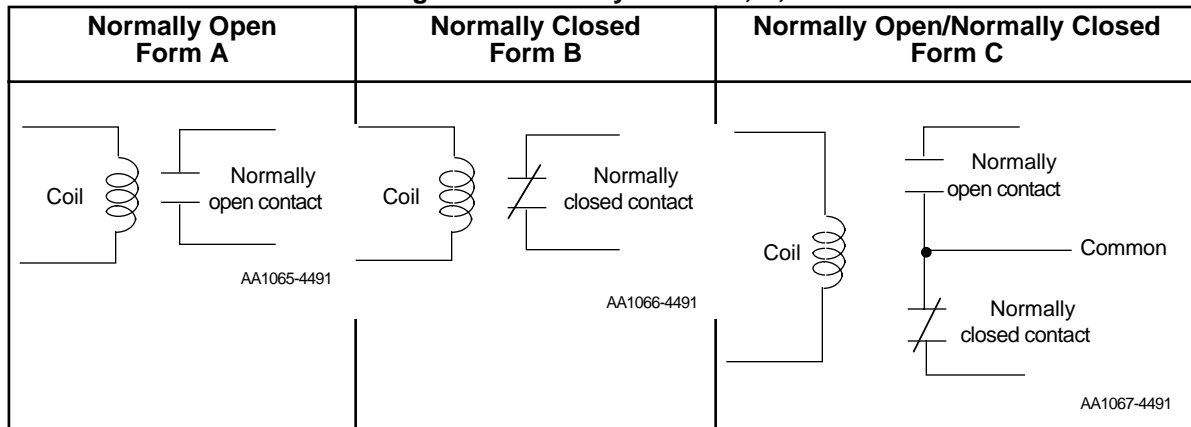 Normally Open
Form A
Normally Closed
Form B
Normally Open/Normally Closed
Form C
Coil
Normally
open contact
AA1065-4491
Coil
Normally
closed contact
AA1066-4491
Coil
Normally
open contact
Common
Normally
closed contact
AA1067-4491